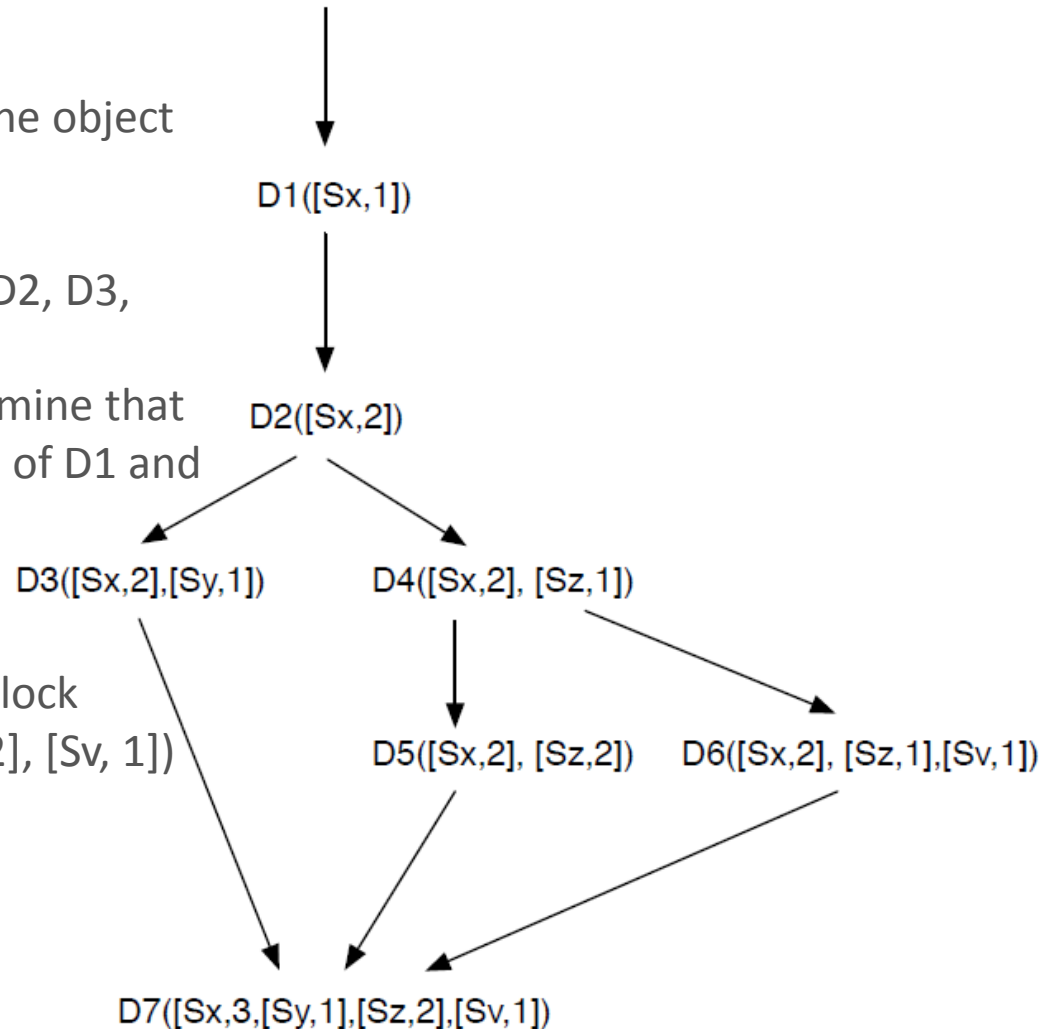 ne object
D1([Sx,1])
D2, D3,
mine that
D2([Sx,2])
of D1 and
D3([Sx,2],[Sy,1])
D4([Sx,2], [Sz,1])
lock
2], [Sv, 1])
D5([Sx,2], [Sz,2])
D6([Sx,2], [Sz,1],[Sv,1])
D7([Sx,3,[Sy,1],[Sz,2],[Sv,1])